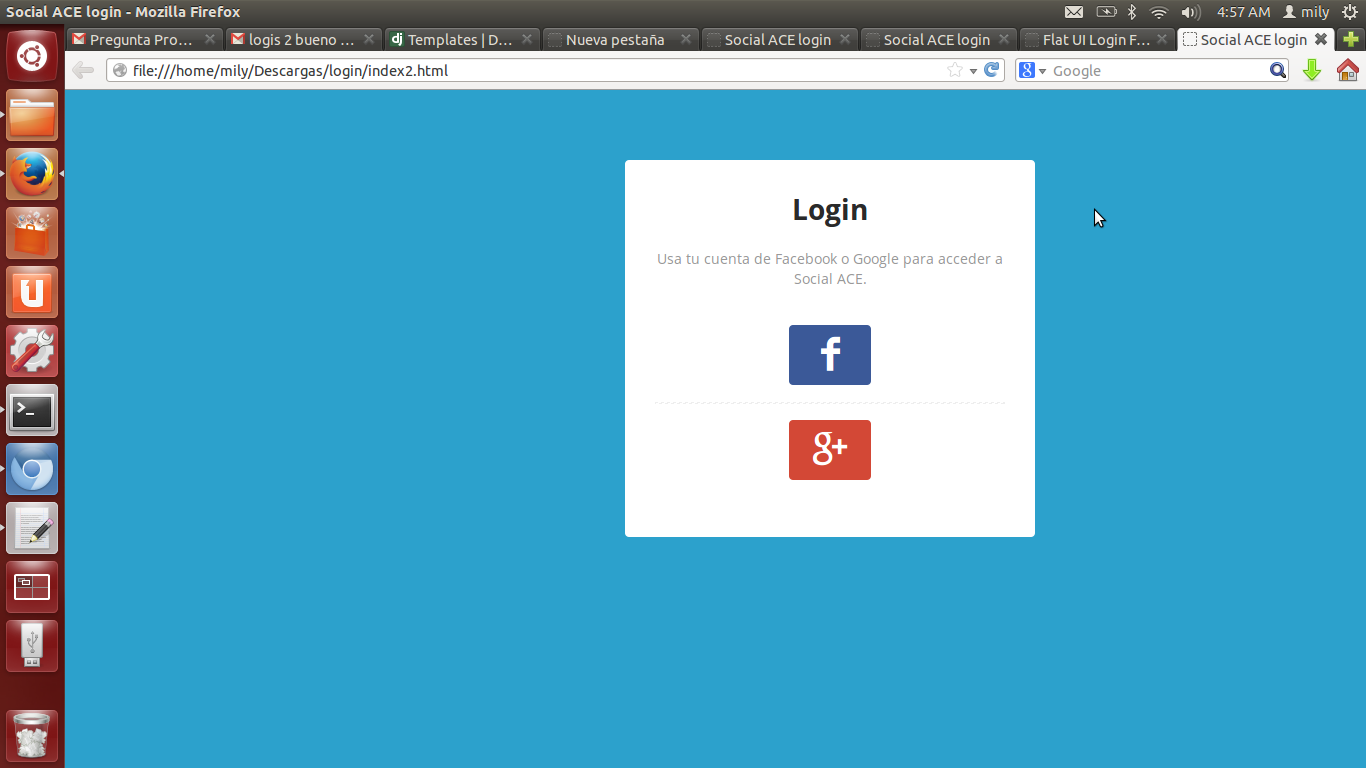 Social ACE login - Mozilla Firefox
4:57 AM mily
Pregunta Pro... logis 2 bueno ... dj Templates | D... Nueva pestaña Social ACE login Social ACE login Flat UI Login F... Social ACE login
file:///home/mily/Descargas/login/index2.html
8 Google
Login
Usa tu cuenta de Facebook o Google para acceder a
Social ACE.
f
g+